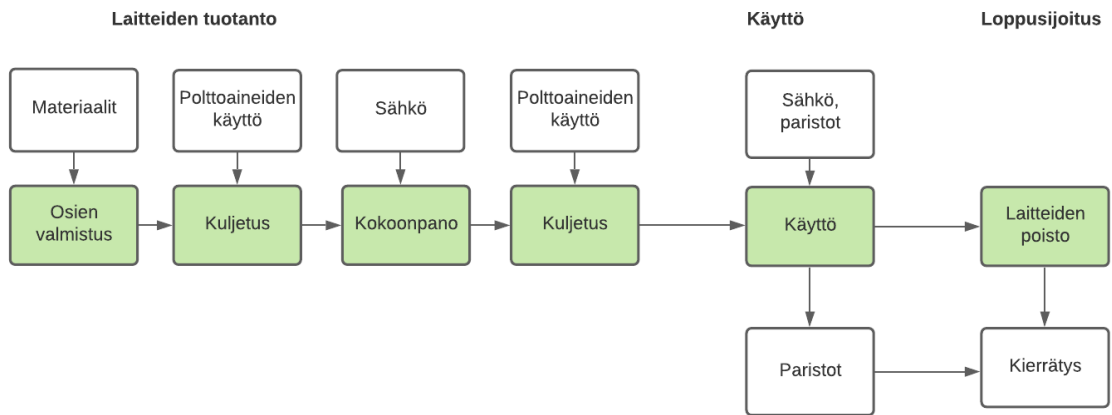 Laitteiden tuotanto
Käyttö
Loppusijoitus
Materiaalit
Polttoaineiden
käyttö
Sähkö
Polttoaineiden
käyttö
Sähkö,
paristot
Osien
valmistus
Kuljetus
Kokoonpano
Kuljetus
Käyttö
Laitteiden
poisto
Paristot
Kierrätys